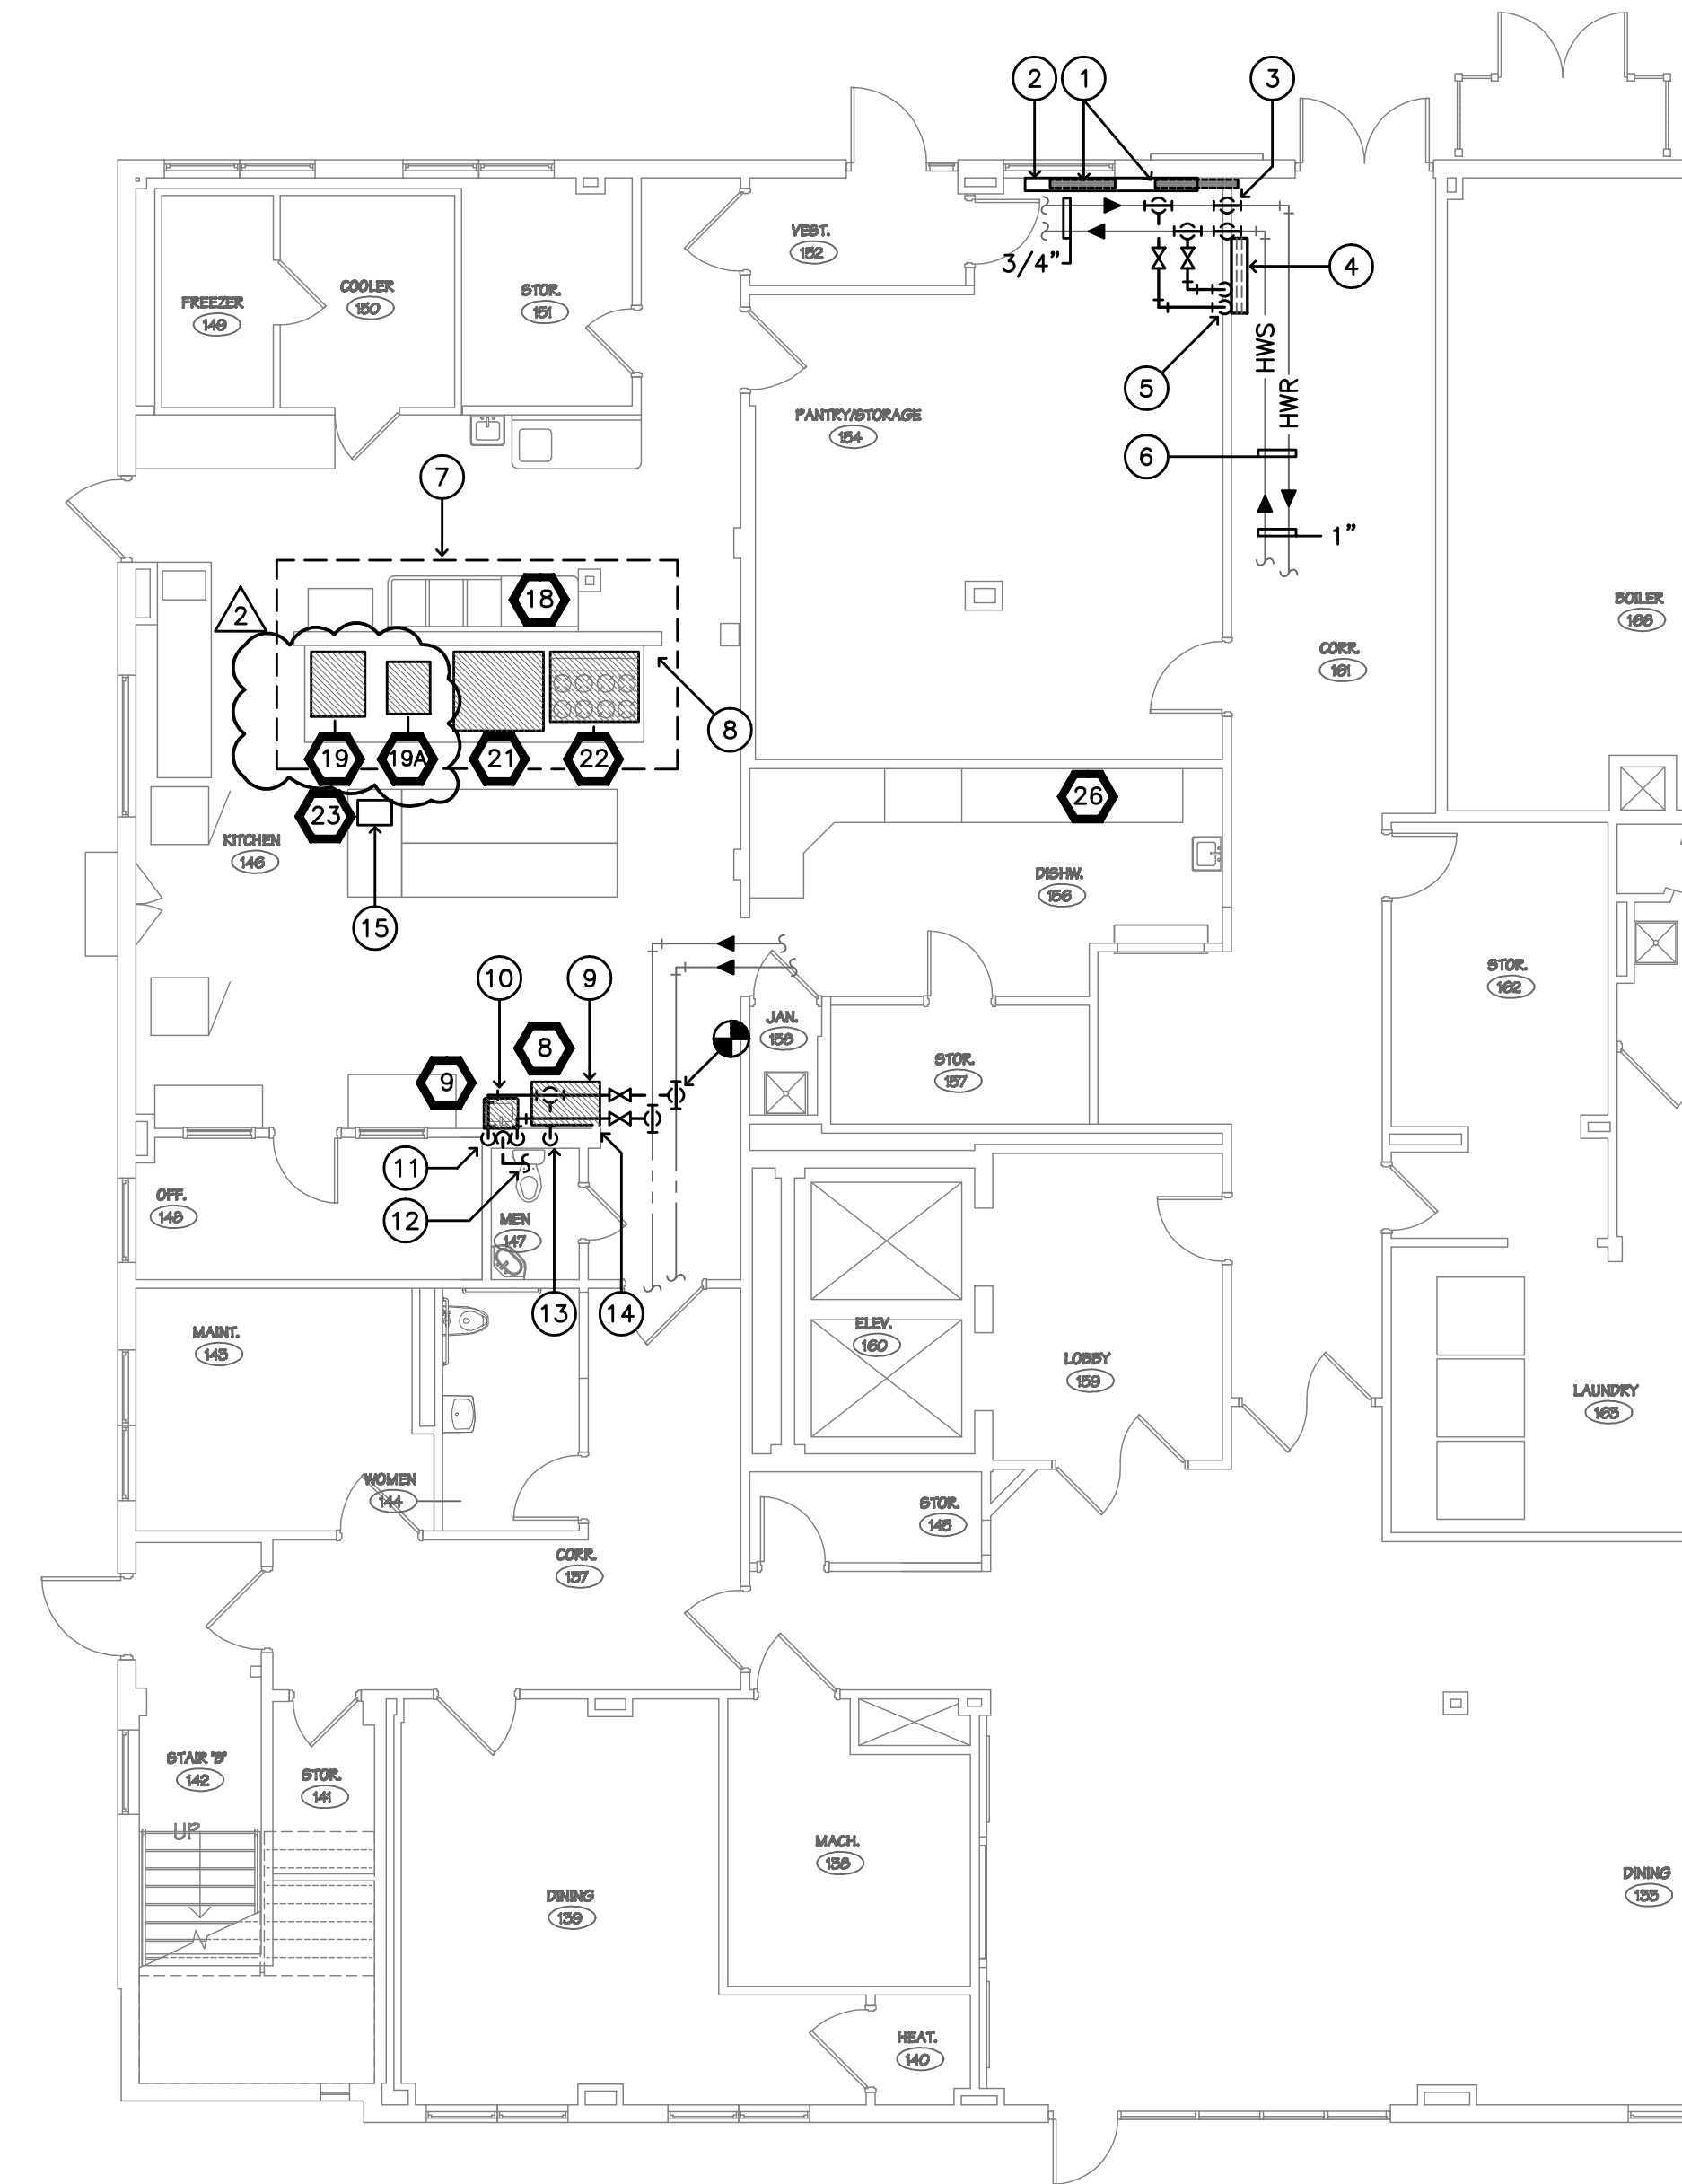 2
1
3
VEST.
152
3/4"
4
FREEZER
149
COOLER
150
STOR.
151
5
HWS
HWR
PANTRY/STORAGE
154
6
7
1"
18
2
BOILER
166
CORR.
161
8
19
19A
21
22
23
26
KITCHEN
146
DISHW.
156
15
10
9
STOR.
162
JAN.
158
8
STOR.
157
9
11
OFF.
148
12
MEN
147
13
14
MAINT.
143
ELEV.
160
LOBBY
159
LAUNDRY
163
WOMEN
144
STOR.
145
CORR.
137
STAIR "B"
142
STOR.
141
UP
MACH.
138
DINING
139
DINING
133
HEAT.
140